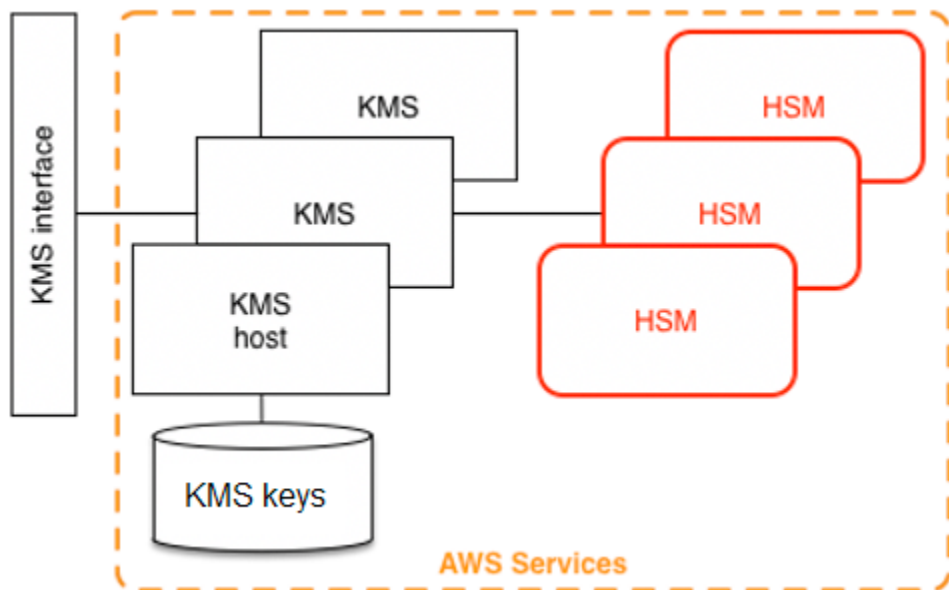 KMS interface
KMS
KMS
KMS
host
KMS keys
HSM
HSM
HSM
AWS Services